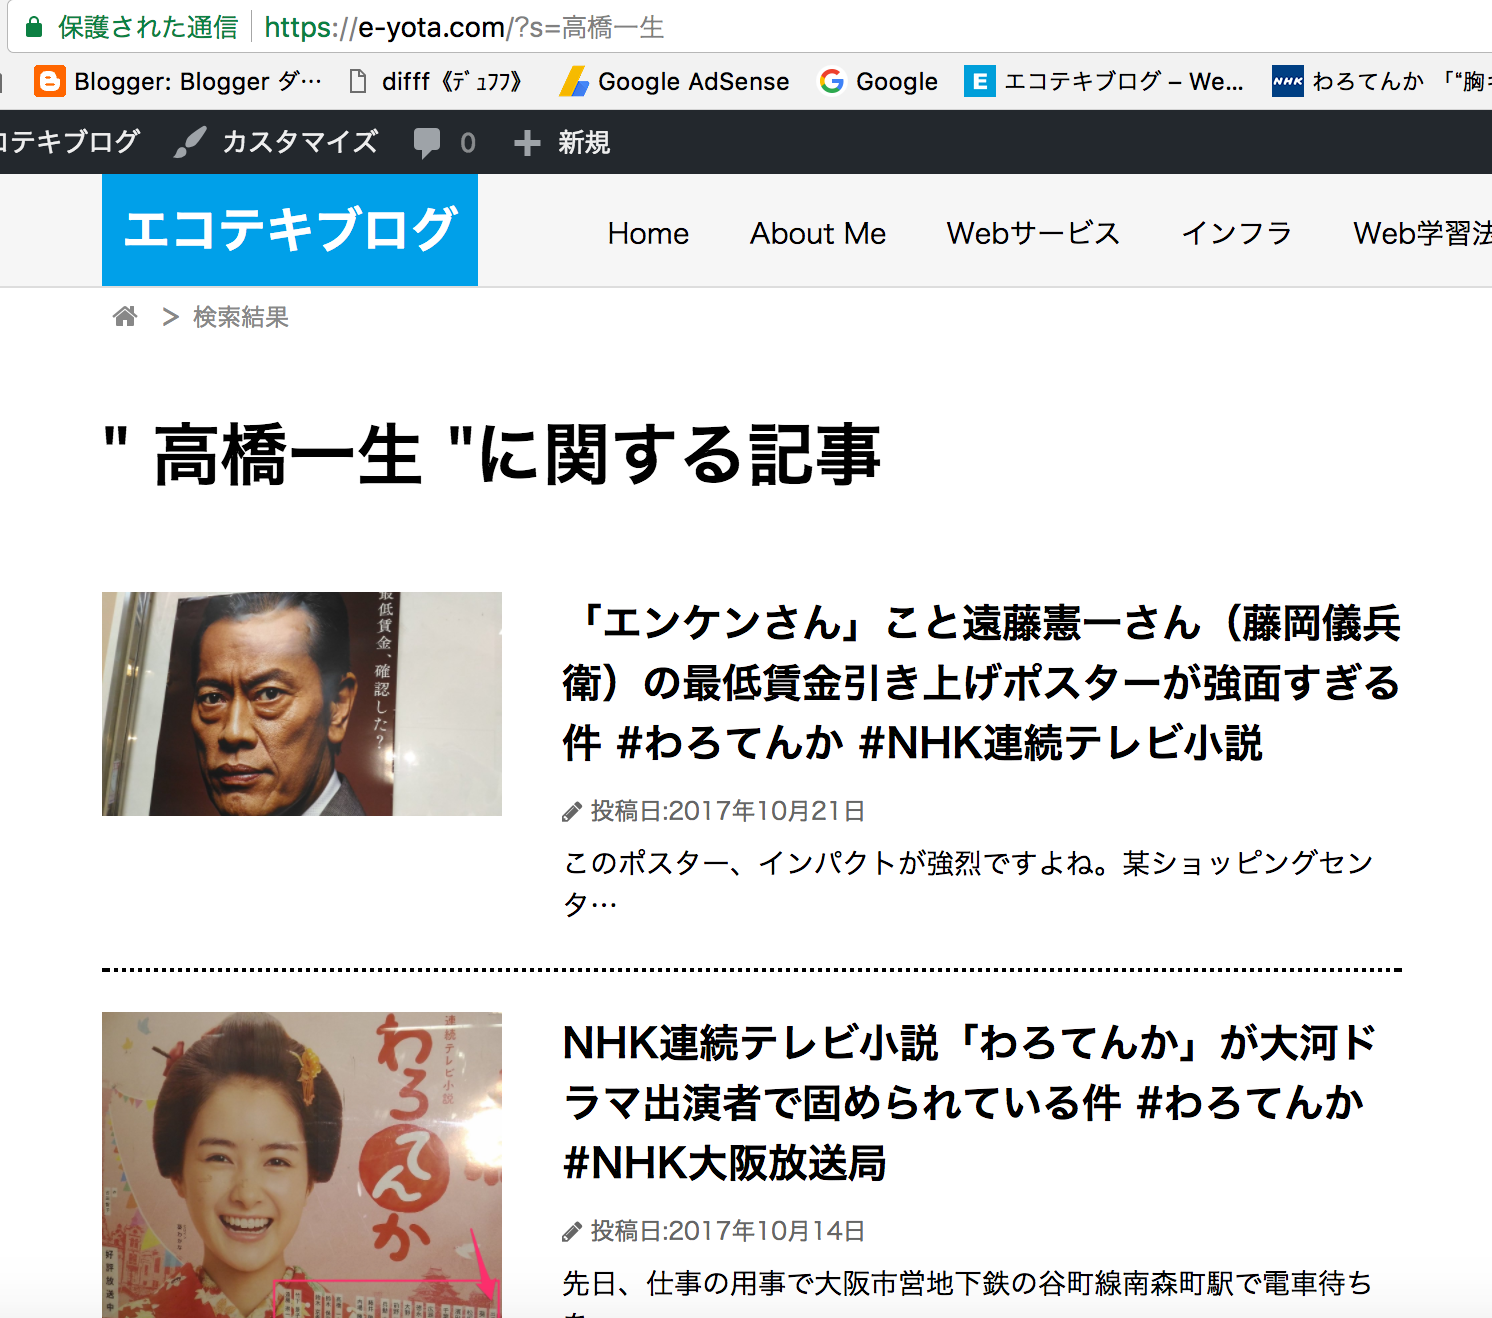 保護された通信 https://e-yota.com/?s=高橋一生
Blogger: Blogger ダ… difff《ﾃﾞｭﾌﾌ》 Google AdSense Google エコテキブログ – We... NHK わろてんか 「“胸キ
コテキブログ カスタマイズ 0 新規
エコテキブログ Home About Me Webサービス インフラ Web学習法
> 検索結果
" 高橋一生 "に関する記事
最低賃金、確認した?
「エンケンさん」こと遠藤憲一さん（藤岡儀兵
衛）の最低賃金引き上げポスターが強面すぎる
件 #わろてんか #NHK連続テレビ小説
投稿日:2017年10月21日
このポスター、インパクトが強烈ですよね。某ショッピングセン
タ…
連続テレビ小説
わろてんか
好評放送中
NHK連続テレビ小説「わろてんか」が大河ド
ラマ出演者で固められている件 #わろてんか
#NHK大阪放送局
投稿日:2017年10月14日
先日、仕事の用事で大阪市営地下鉄の谷町線南森町駅で電車待ち